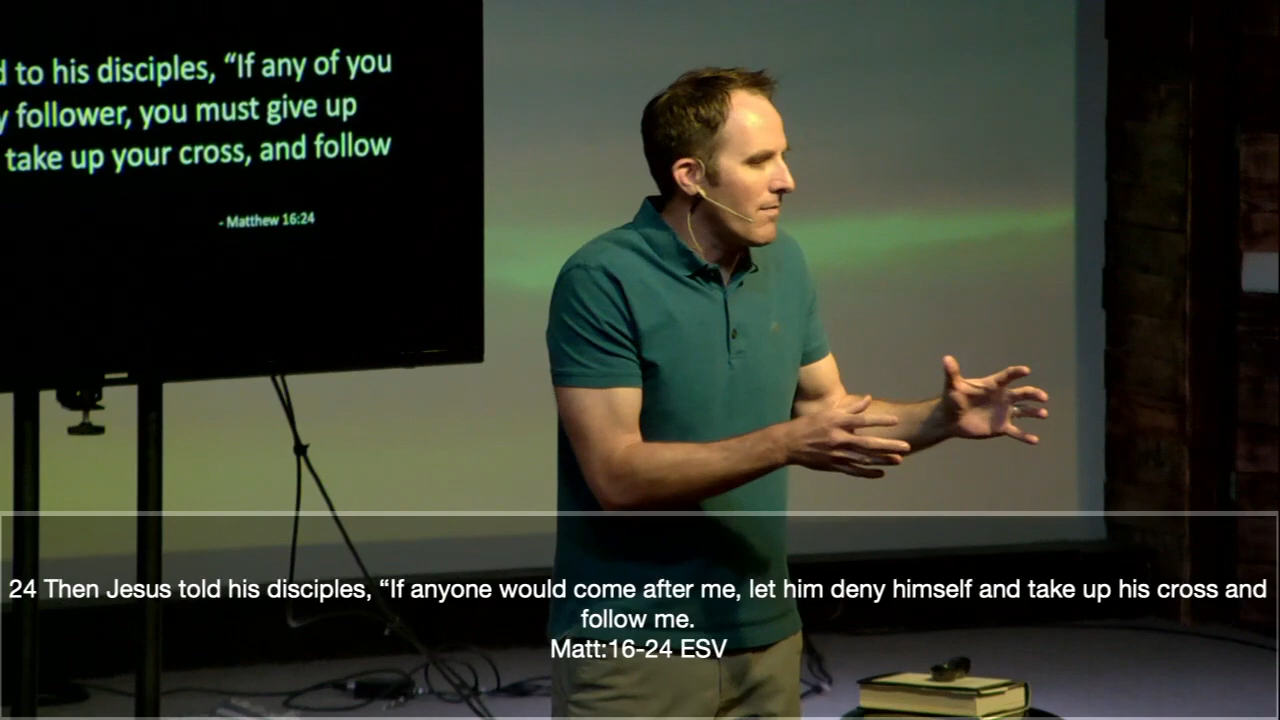 d to his disciples, “If any of you
y follower, you must give up
take up your cross, and follow
- Matthew 16:24
24 Then Jesus told his disciples, “If anyone would come after me, let him deny himself and take up his cross and
follow me.
Matt:16-24 ESV